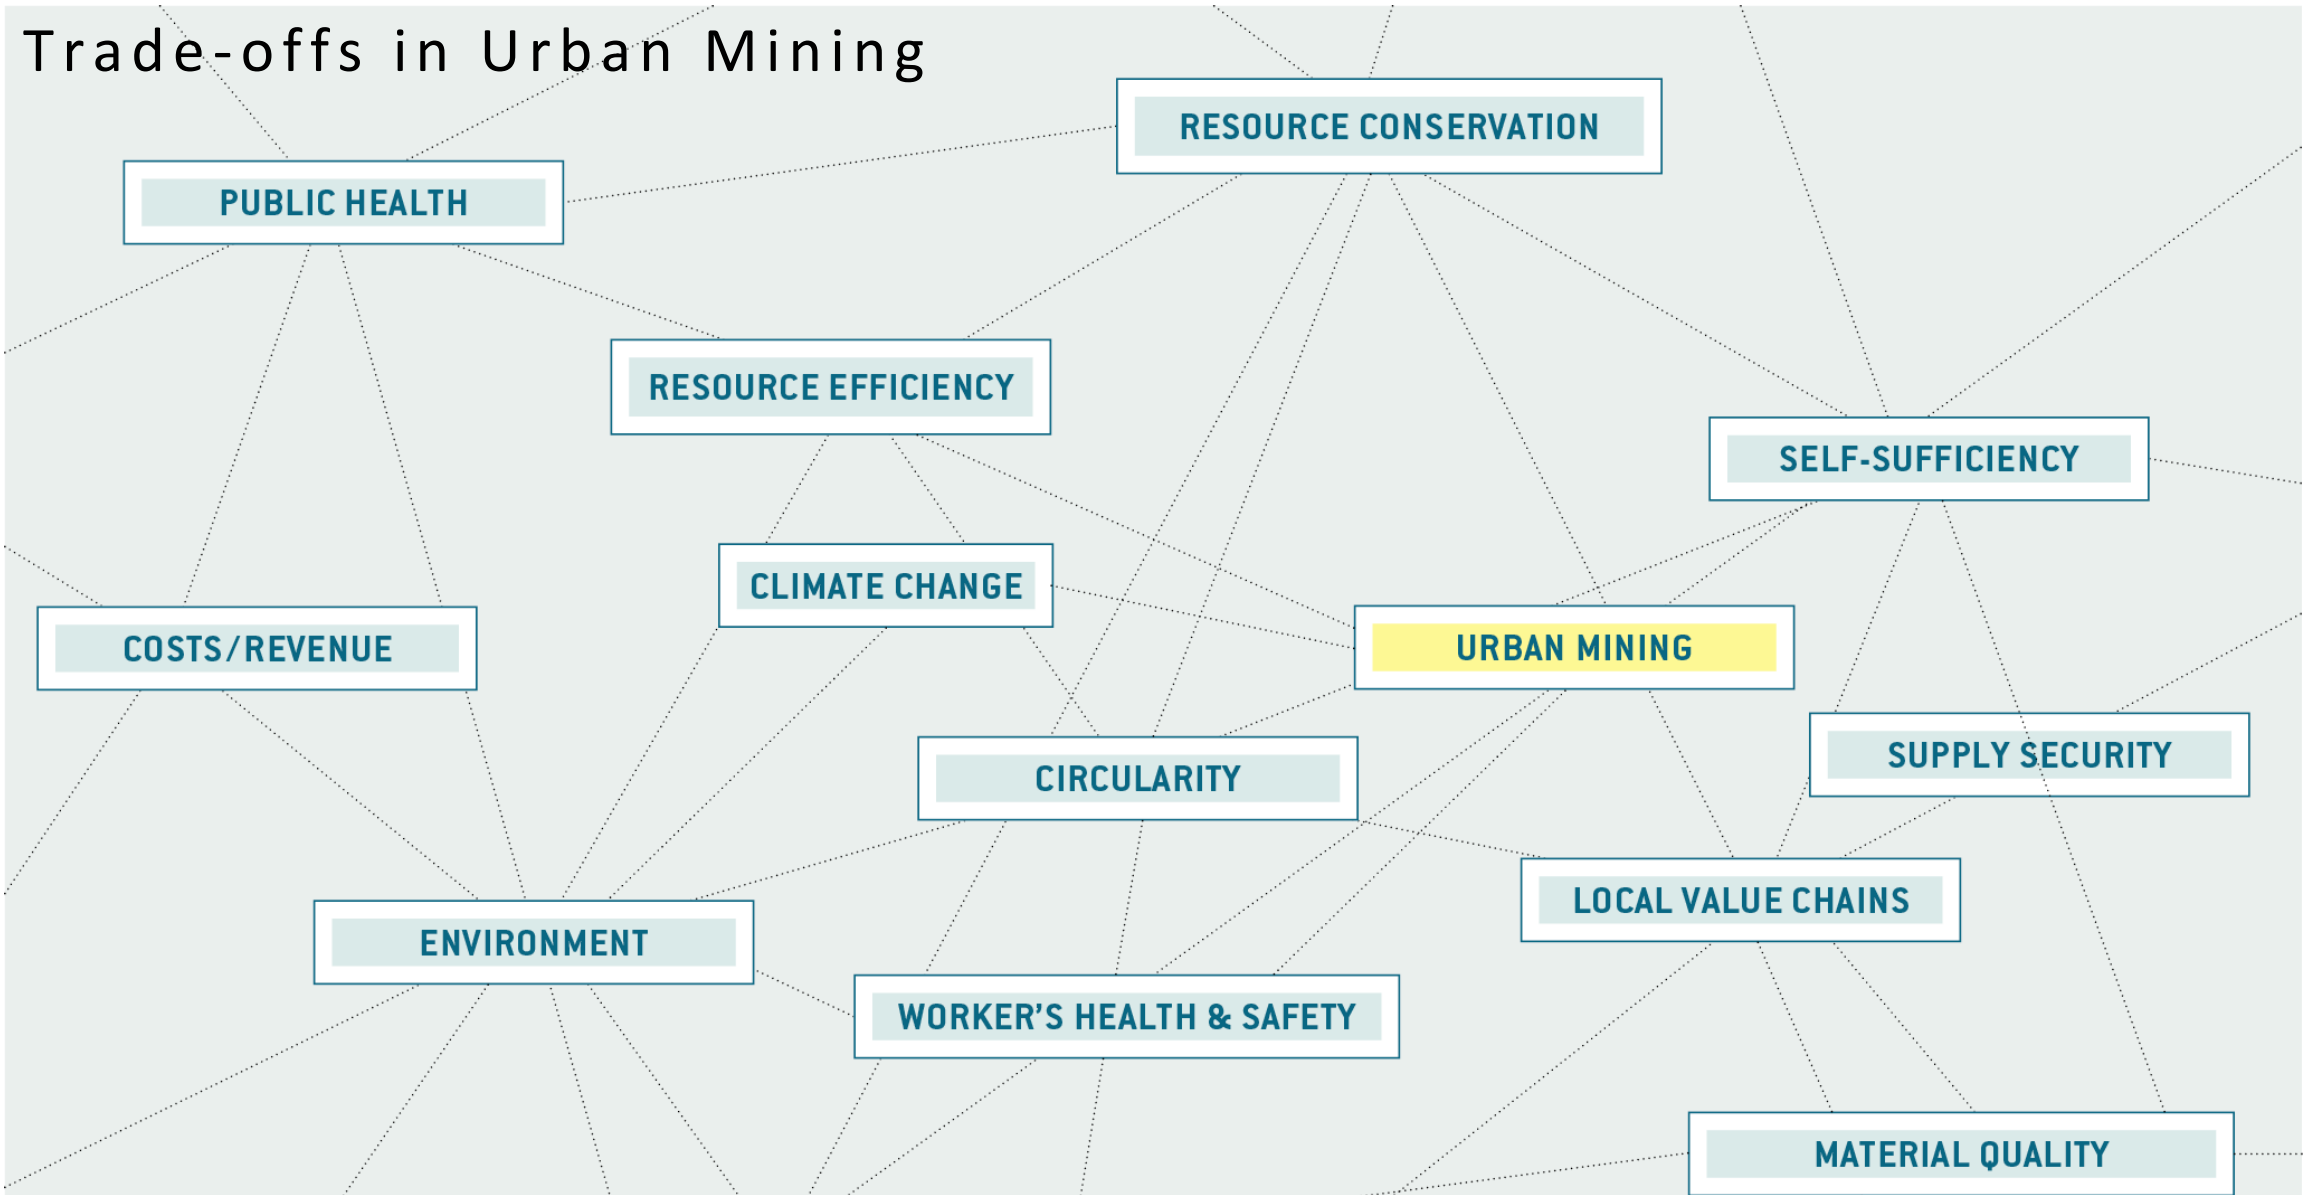 Trade-offs in Urban Mining
RESOURCE CONSERVATION
PUBLIC HEALTH
RESOURCE EFFICIENCY
SELF-SUFFICIENCY
CLIMATE CHANGE
COSTS/REVENUE
URBAN MINING
SUPPLY SECURITY
CIRCULARITY
LOCAL VALUE CHAINS
ENVIRONMENT
WORKER’S HEALTH & SAFETY
MATERIAL QUALITY